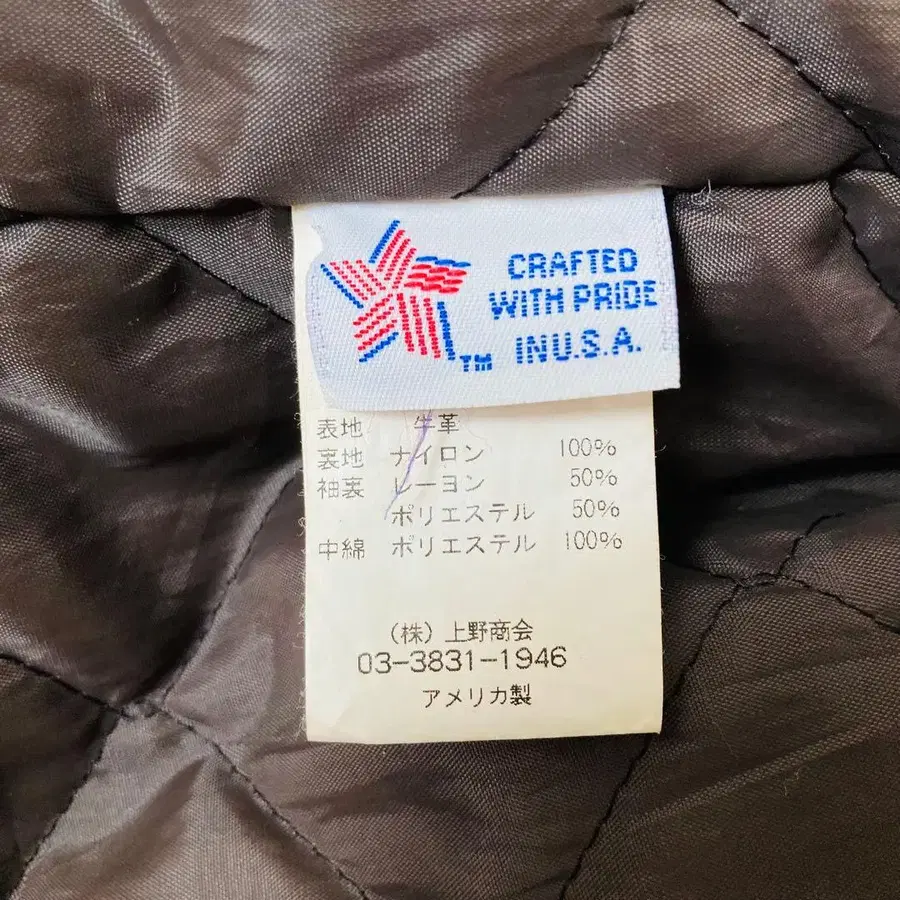 CRAFTED
WITH PRIDE
IN U.S.A.
TM
表地 牛革
裏地 ナイロン 100%
袖裏 レーヨン 50%
ポリエステル 50%
中綿 ポリエステル 100%
(株) 上野商会
03-3831-1946
アメリカ製